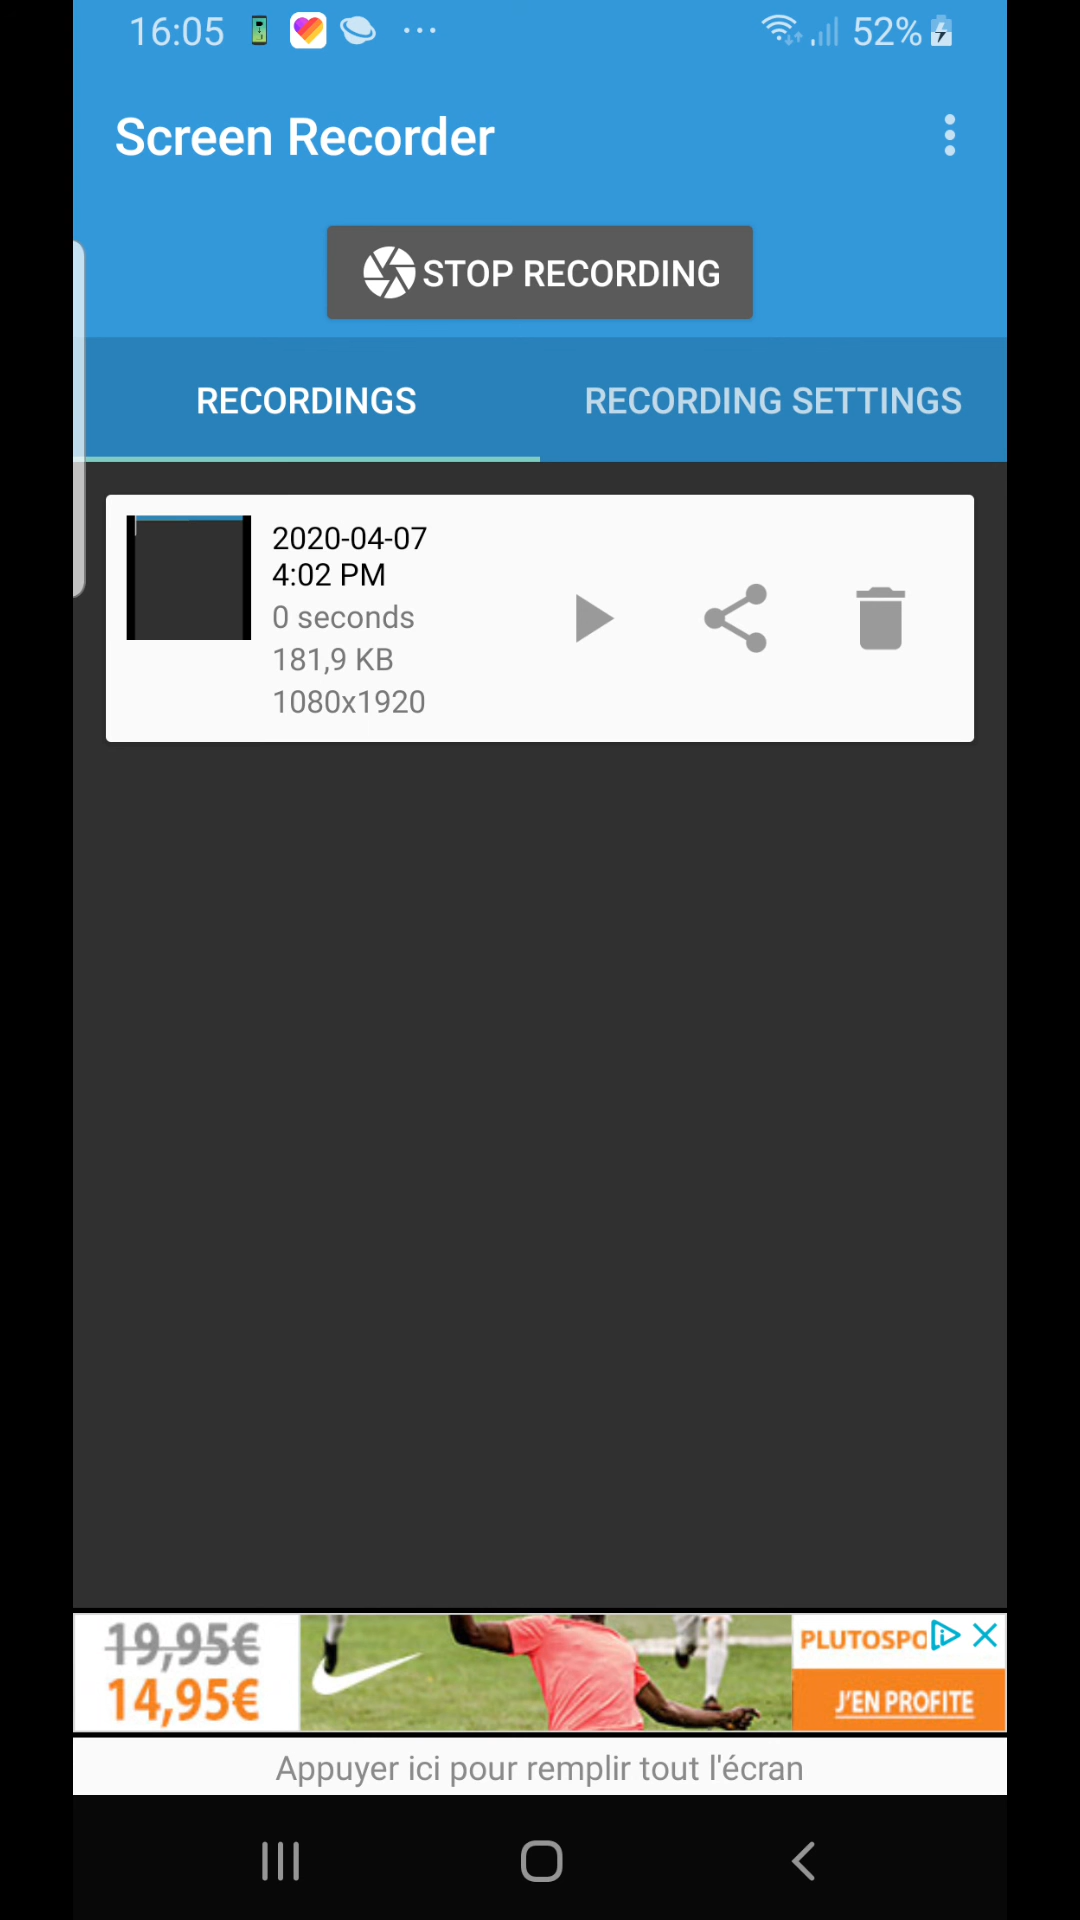 16:05 52%
Screen Recorder
STOP RECORDING
RECORDINGS RECORDING SETTINGS
2020-04-07
4:02 PM
0 seconds
181,9 KB
1080x1920
19,95€
14,95€
PLUTOSPO
J'EN PROFITE
Appuyer ici pour remplir tout l'écran